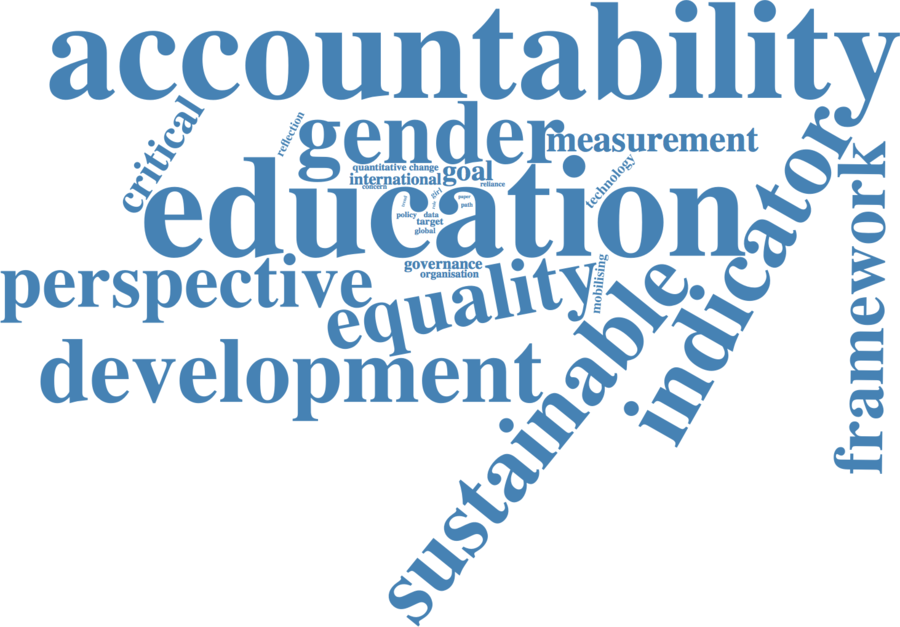 accountability
critical
reflection
gender
measurement
quantitative change
goal
international
concern
reliance
technology
indicator
framework
education
girl
paper
path
policy
data
target
global
governance
organisation
perspective
equality
mobilising
sustainable
development